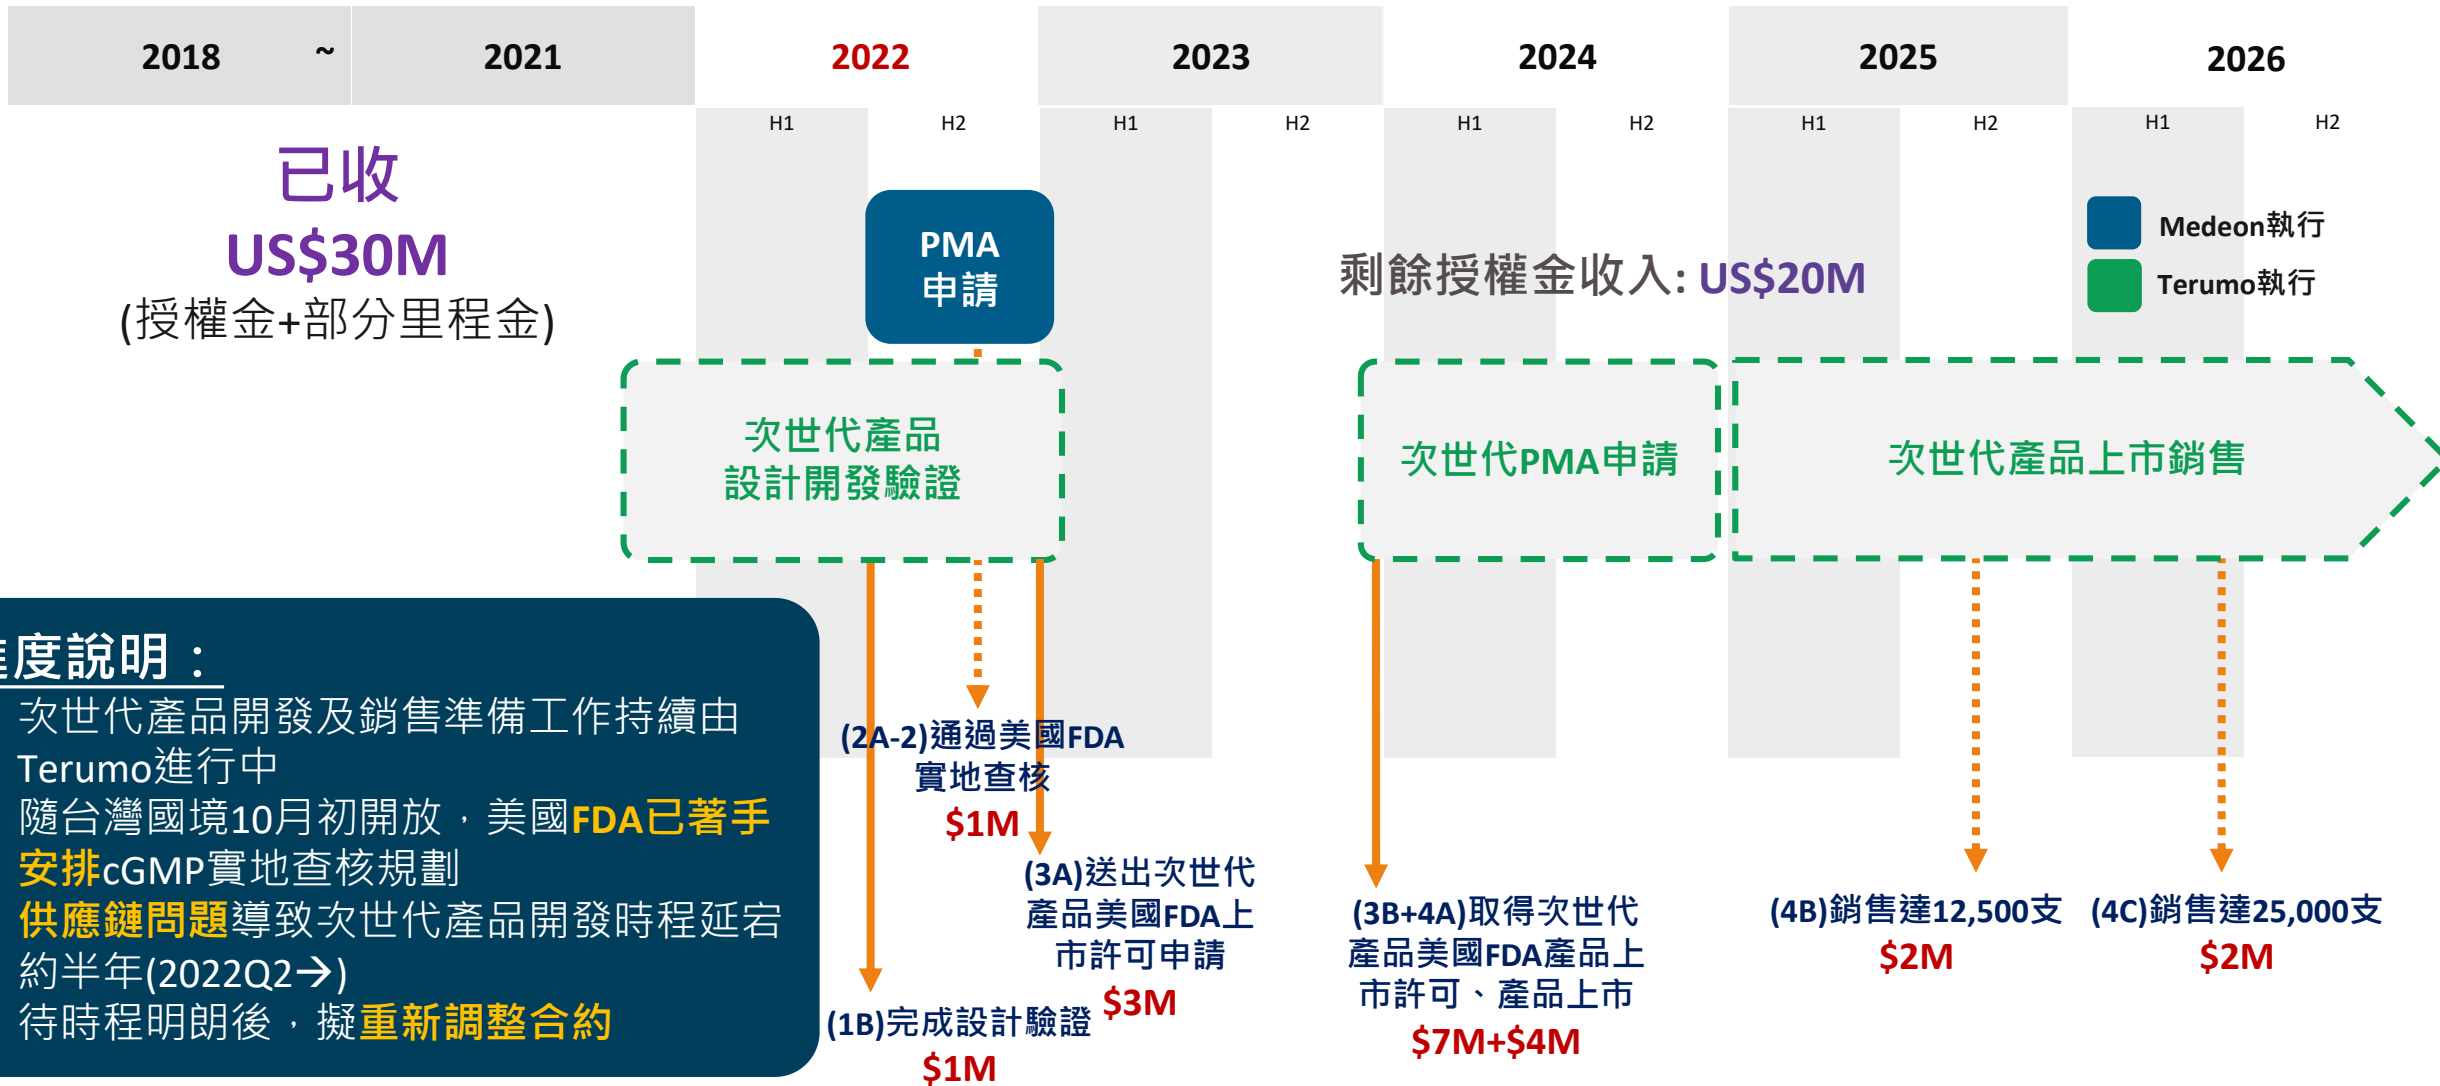 2018 ~ 2021 2022 2023 2024 2025 2026
H1 H2 H1 H2 H1 H2 H1 H2 H1 H2
已收
US$30M
(授權金+部分里程金)
PMA
申請
剩餘授權金收入: US$20M
Medeon執行
Terumo執行
次世代產品
設計開發驗證
次世代PMA申請
次世代產品上市銷售
進度說明：
次世代產品開發及銷售準備工作持續由
Terumo進行中
隨台灣國境10月初開放，美國FDA已著手
安排cGMP實地查核規劃
供應鏈問題導致次世代產品開發時程延宕
約半年(2022Q2→)
待時程明朗後，擬重新調整合約
(2A-2)通過美國FDA
實地查核
$1M
(3A)送出次世代
產品美國FDA上
市許可申請
$3M
(1B)完成設計驗證
$1M
(3B+4A)取得次世代
產品美國FDA產品上
市許可、產品上市
$7M+$4M
(4B)銷售達12,500支
$2M
(4C)銷售達25,000支
$2M